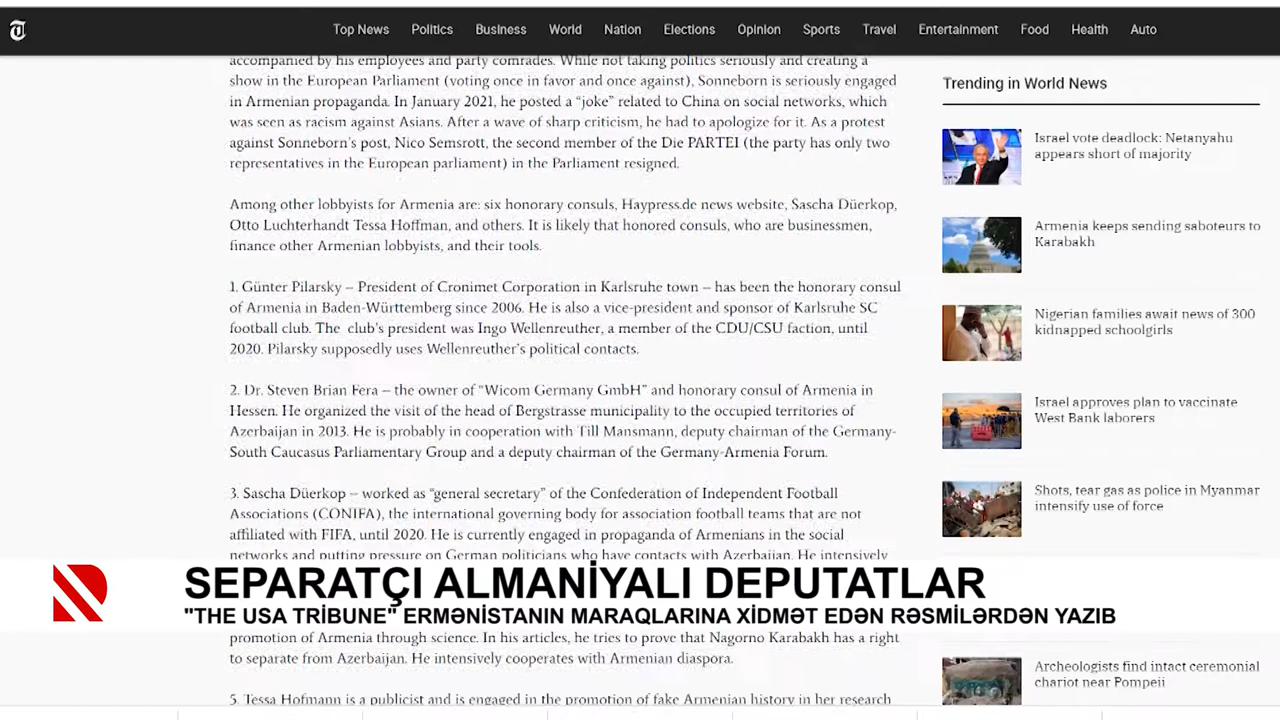 Top News Politics Business World Nation Elections Opinion Sports Travel Entertainment Food Health Auto
accompanied by his employees and party comrades. While not taking politics seriously and creating a
show in the European Parliament (voting once in favor and once against), Sonneborn is seriously engaged
in Armenian propaganda. In January 2021, he posted a “joke” related to China on social networks, which
was seen as racism against Asians. After a wave of sharp criticism, he had to apologize for it. As a protest
against Sonneborn's post, Nico Semsrott, the second member of the Die PARTEI (the party has only two
representatives in the European parliament) in the Parliament resigned.
Among other lobbyists for Armenia are: six honorary consuls, Haypress.de news website, Sascha Düerkop,
Otto Luchterhandt Tessa Hoffman, and others. It is likely that honored consuls, who are businessmen,
finance other Armenian lobbyists, and their tools.
1. Günter Pilarsky – President of Cronimet Corporation in Karlsruhe town – has been the honorary consul
of Armenia in Baden-Württemberg since 2006. He is also a vice-president and sponsor of Karlsruhe SC
football club. The club's president was Ingo Wellenreuther, a member of the CDU/CSU faction, until
2020. Pilarsky supposedly uses Wellenreuther's political contacts.
2. Dr. Steven Brian Fera – the owner of “Wicom Germany GmbH” and honorary consul of Armenia in
Hessen. He organized the visit of the head of Bergstrasse municipality to the occupied territories of
Azerbaijan in 2013. He is probably in cooperation with Till Mansmann, deputy chairman of the Germany-
South Caucasus Parliamentary Group and a deputy chairman of the Germany-Armenia Forum.
3. Sascha Düerkop – worked as “general secretary” of the Confederation of Independent Football
Associations (CONIFA), the international governing body for association football teams that are not
affiliated with FIFA, until 2020. He is currently engaged in propaganda of Armenians in the social
networks and putting pressure on German politicians who have contacts with Azerbaijan. He intensively
promotion of Armenia through science. In his articles, he tries to prove that Nagorno Karabakh has a right
to separate from Azerbaijan. He intensively cooperates with Armenian diaspora.
5. Tessa Hofmann is a publicist and is engaged in the promotion of fake Armenian history in her research
Trending in World News
Israel vote deadlock: Netanyahu
appears short of majority
Armenia keeps sending saboteurs to
Karabakh
Nigerian families await news of 300
kidnapped schoolgirls
Israel approves plan to vaccinate
West Bank laborers
Shots, tear gas as police in Myanmar
intensify use of force
Archeologists find intact ceremonial
chariot near Pompeii
SEPARATÇI ALMANİYALI DEPUTATLAR
"THE USA TRİBUNE" ERMƏNİSTANIN MARAQLARINA XİDMƏT EDƏN RƏSMİLƏRDƏN YAZIB